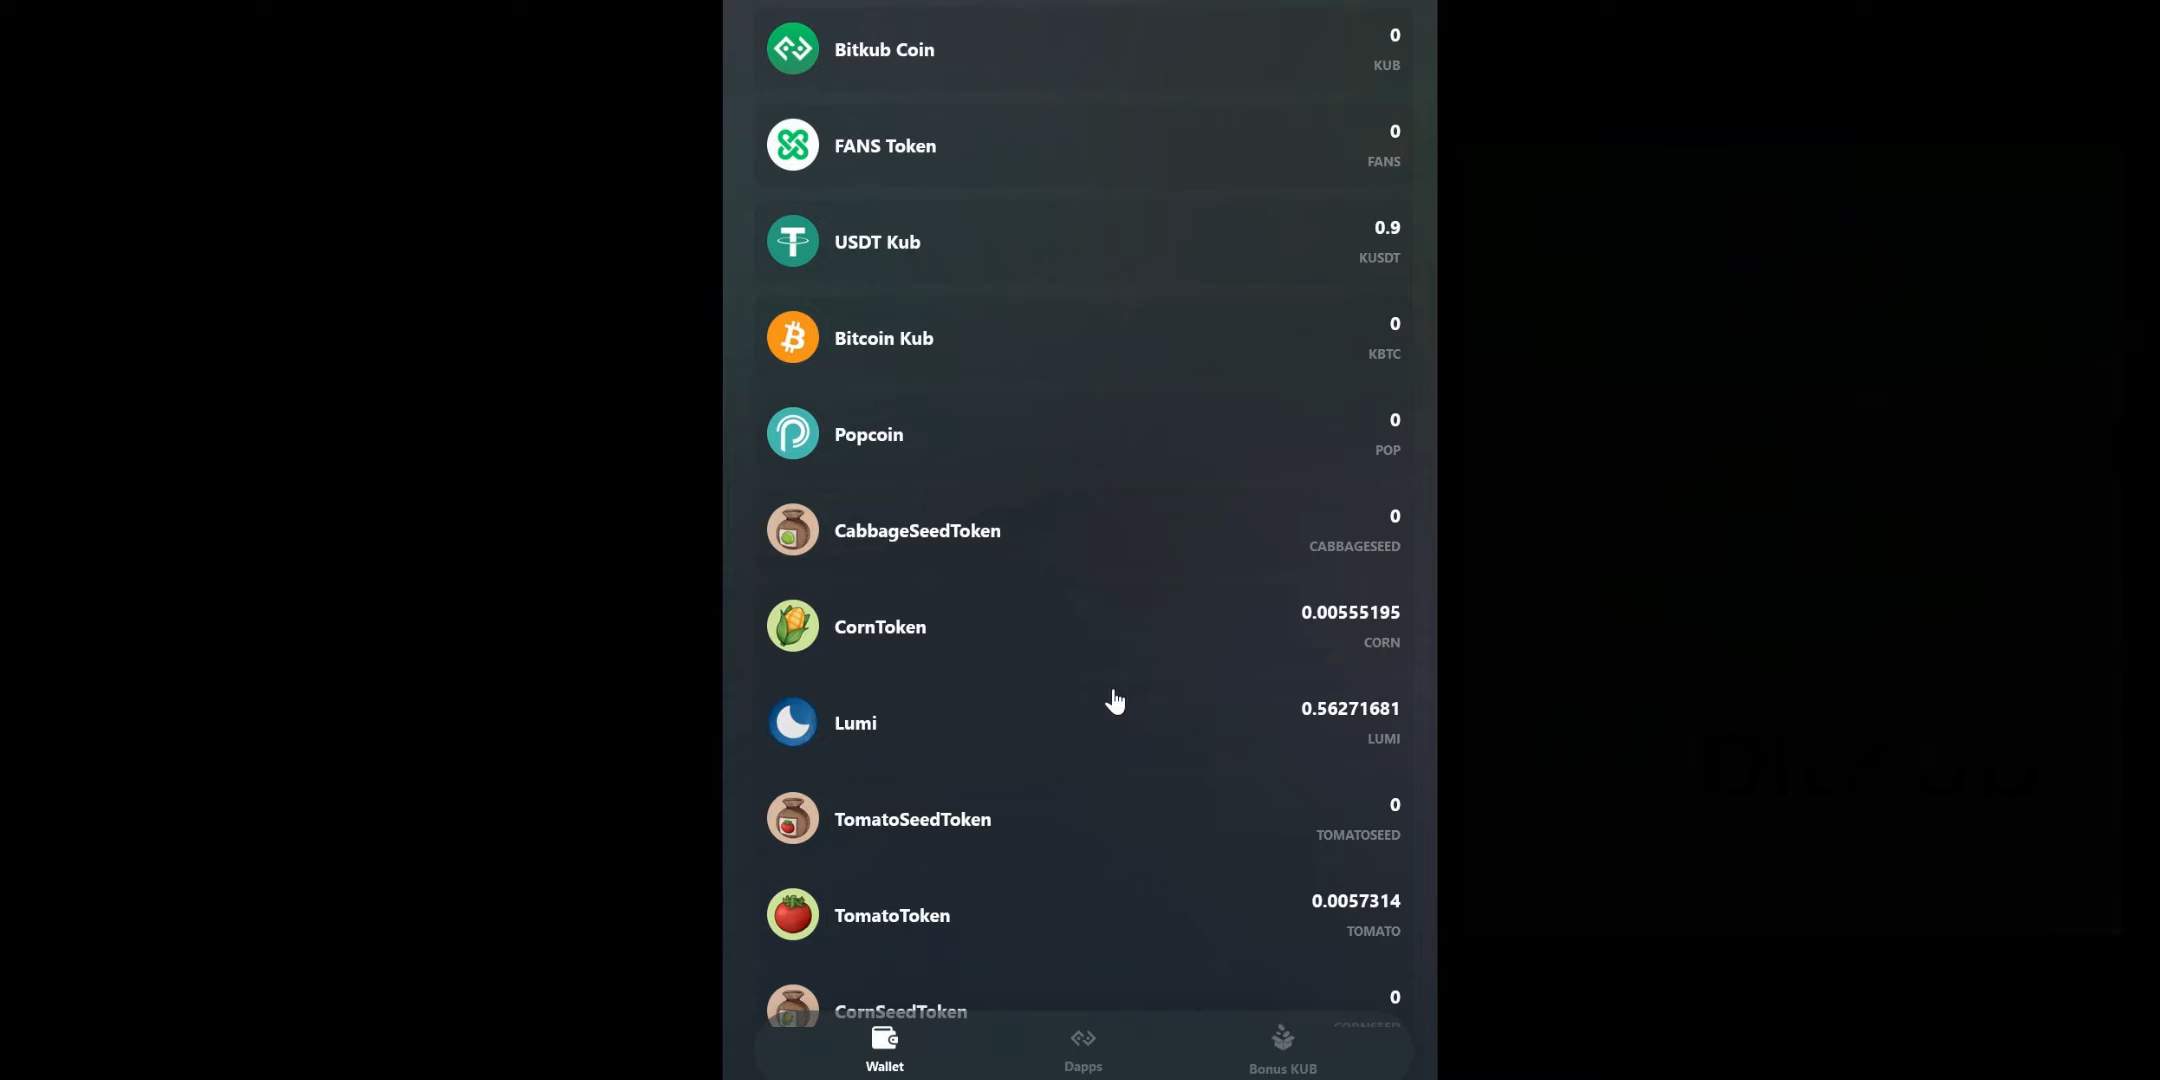 Bitkub Coin
0
KUB
FANS Token
0
FANS
USDT Kub
0.9
KUSDT
Bitcoin Kub
0
KBTC
Popcoin
0
POP
CabbageSeedToken
0
CABBAGESEED
CornToken
0.00555195
CORN
Lumi
0.56271681
LUMI
TomatoSeedToken
0
TOMATOSEED
TomatoToken
0.0057314
TOMATO
CornSeedToken
0
CORNSEED
Wallet
Dapps
Bonus KUB
bitkub